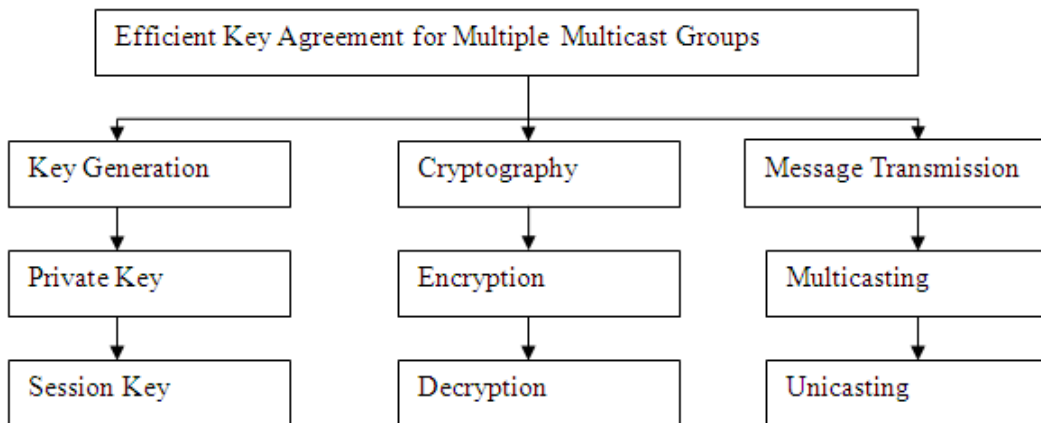 Efficient Key Agreement for Multiple Multicast Groups
Key Generation
Cryptography
Message Transmission
Private Key
Encryption
Multicasting
Session Key
Decryption
Unicasting